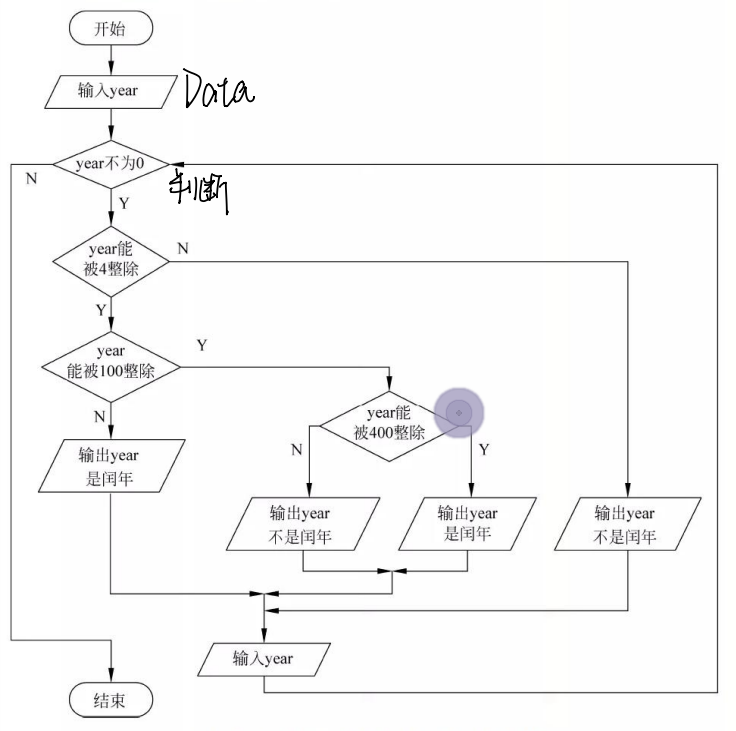 开始
输入year
Data
year不为0
判断
N
Y
year能
被4整除
N
Y
year
能被100整除
Y
N
year能
被400整除
N
Y
输出year
是闰年
输出year
不是闰年
输出year
是闰年
输出year
不是闰年
输入year
结束